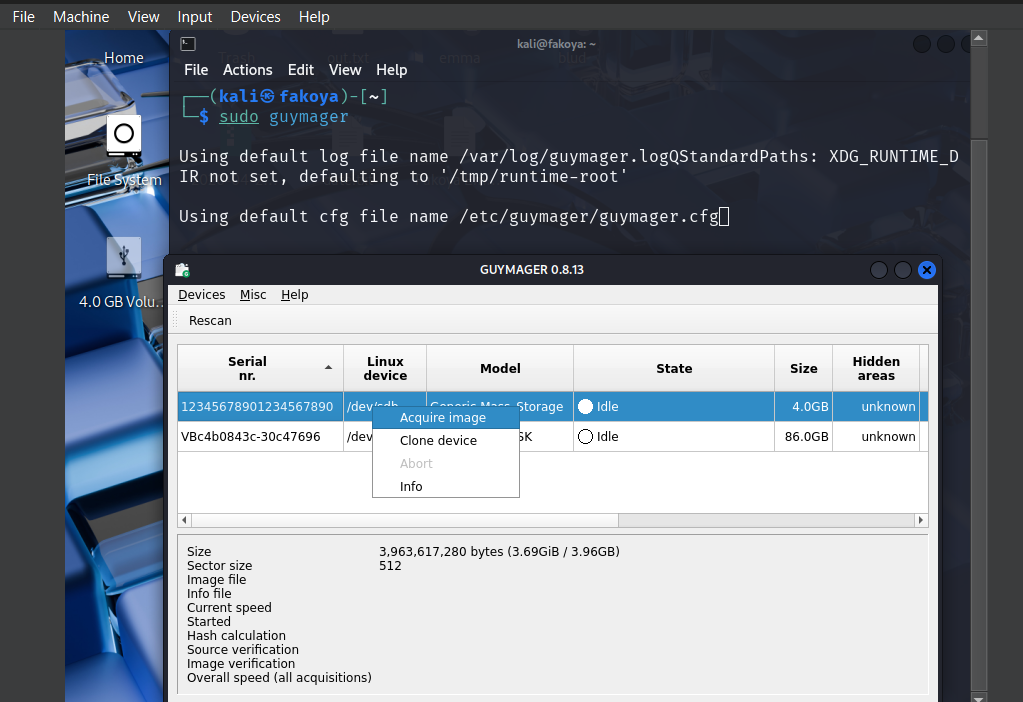 File Machine View Input Devices Help
kali@fakoya: ~
Home
File Actions Edit View Help
┌──(kali㉿fakoya)-[~]
└─$ sudo guymager
File System
Using default log file name /var/log/guymager.logQStandardPaths: XDG_RUNTIME_D
IR not set, defaulting to '/tmp/runtime-root'
Using default cfg file name /etc/guymager/guymager.cfg
4.0 GB Volu...
GUYMAGER 0.8.13
Devices Misc Help
Rescan
Serial nr. Linux device Model State Size Hidden areas
12345678901234567890 /dev/sdb Generic Mass-Storage Idle 4.0GB unknown
VBc4b0843c-30c47696 /dev SK Idle 86.0GB unknown
Acquire image
Clone device
Abort
Info
Size 3,963,617,280 bytes (3.69GiB / 3.96GB)
Sector size 512
Image file
Info file
Current speed
Started
Hash calculation
Source verification
Image verification
Overall speed (all acquisitions)